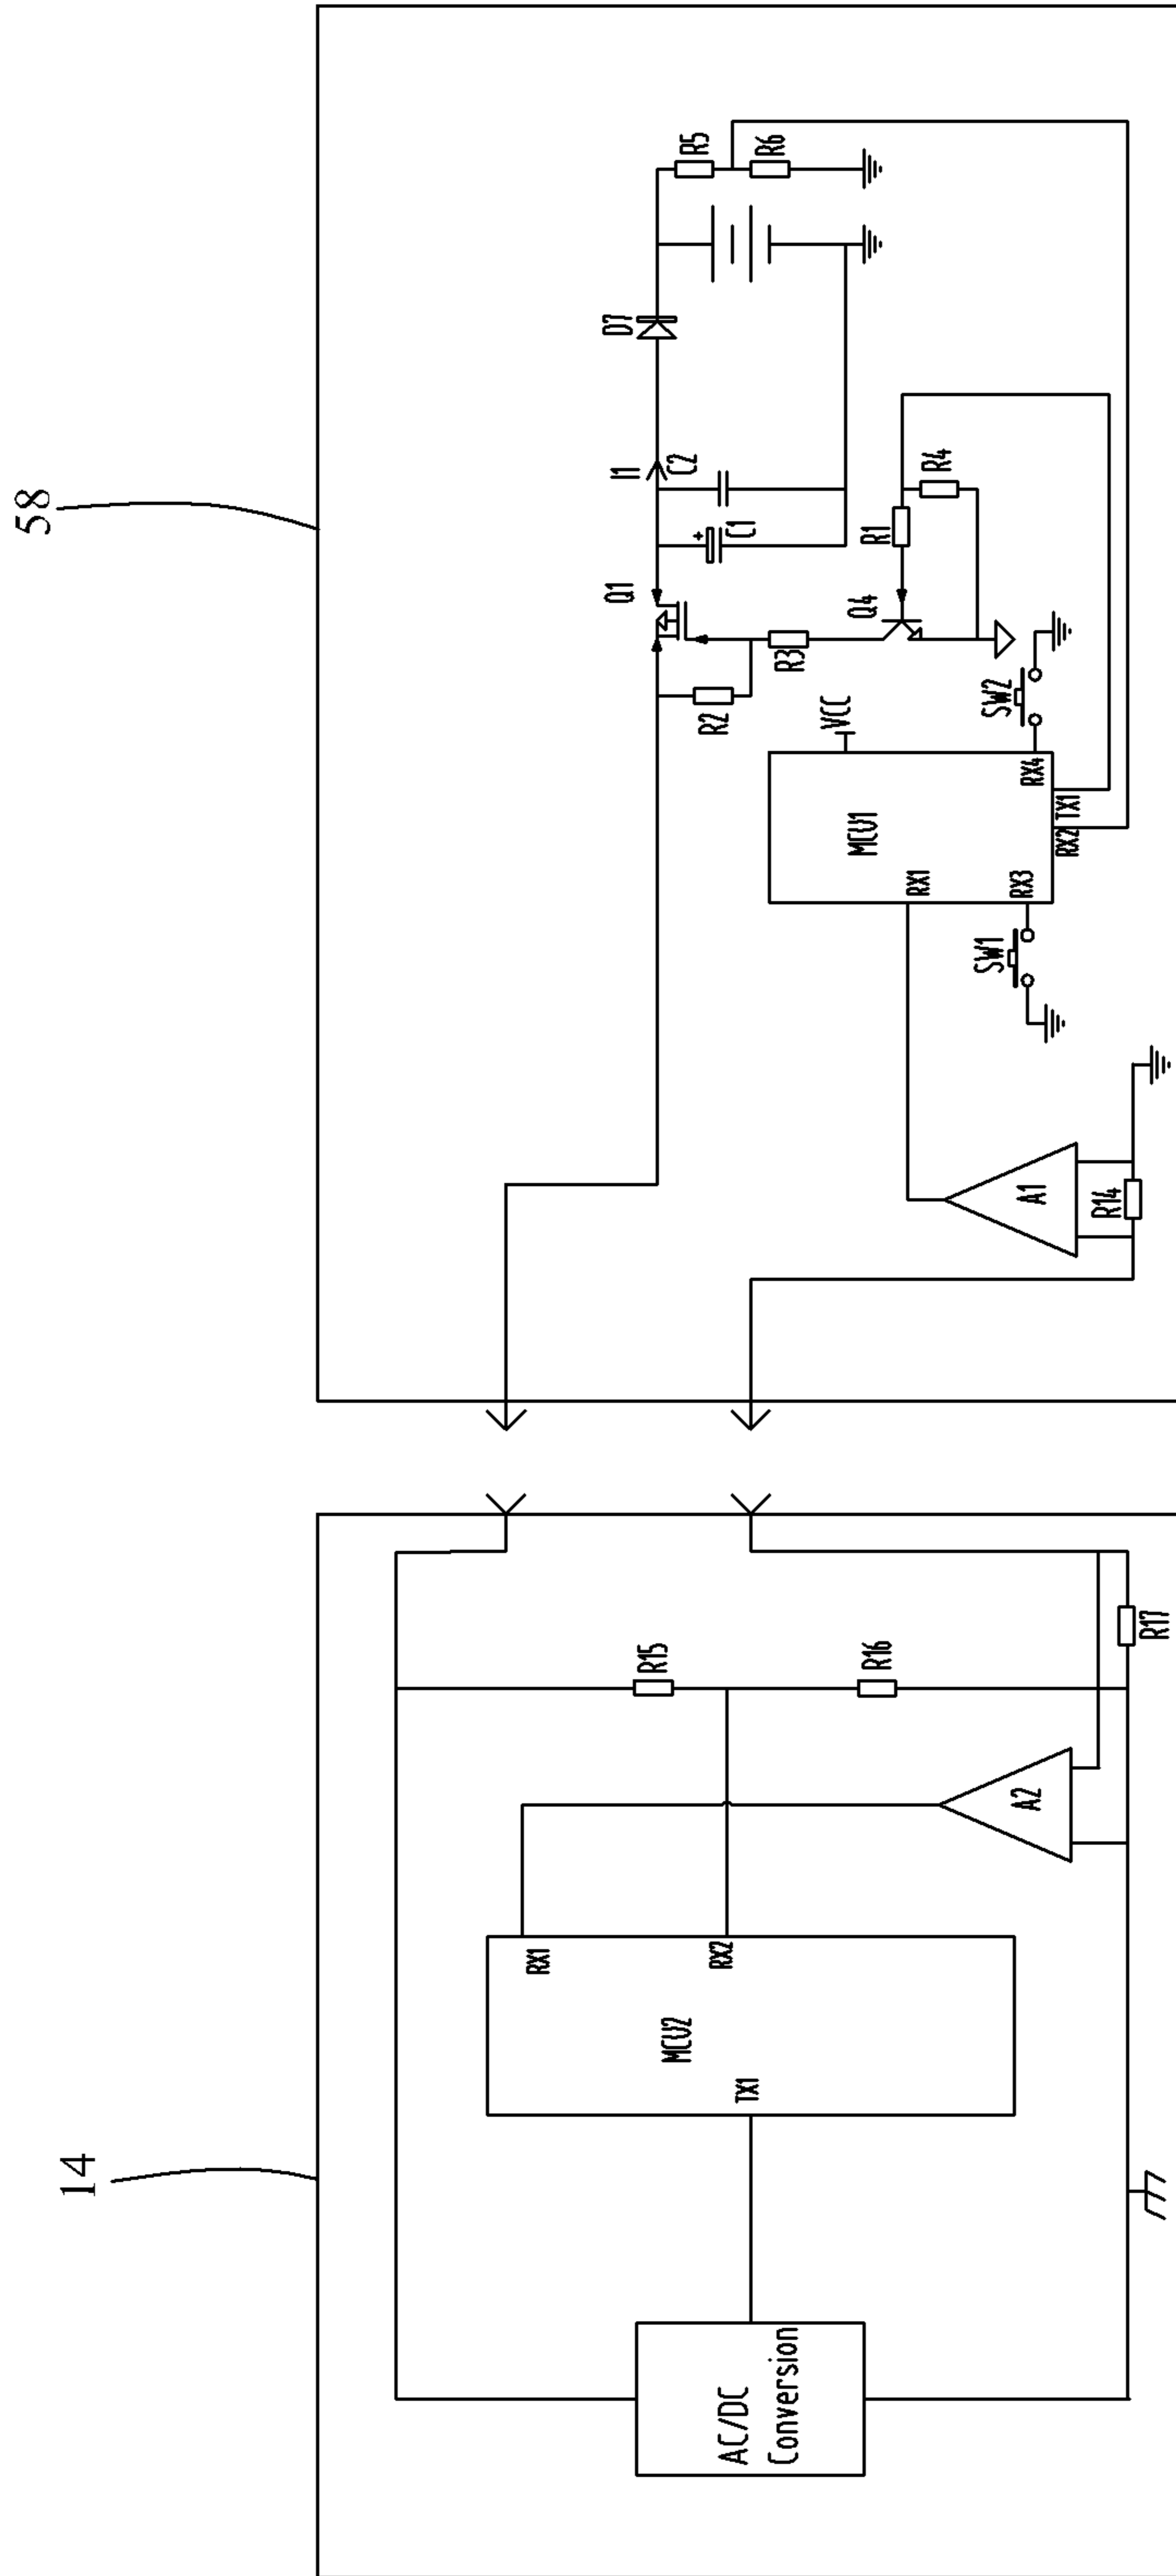 14
AC/DC
Conversion
MCU2
TX1
RX1
RX2
A2
R15
R16
R17
58
A1
R14
MCU1
RX1
RX3
RX2
TX1
RX4
VCC
SW1
SW2
R2
R3
Q1
Q4
R1
R4
C1
C2
I1
D7
R5
R6